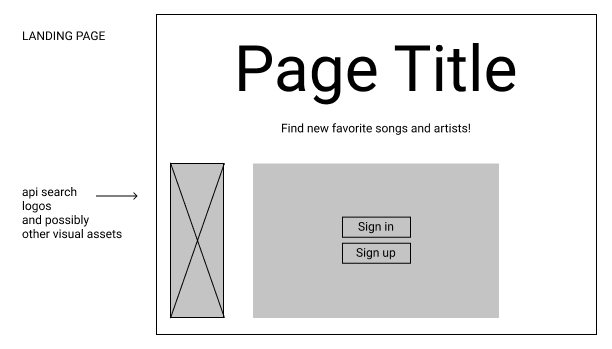 LANDING PAGE
Page Title
Find new favorite songs and artists!
api search
logos
and possibly
other visual assets
Sign in
Sign up